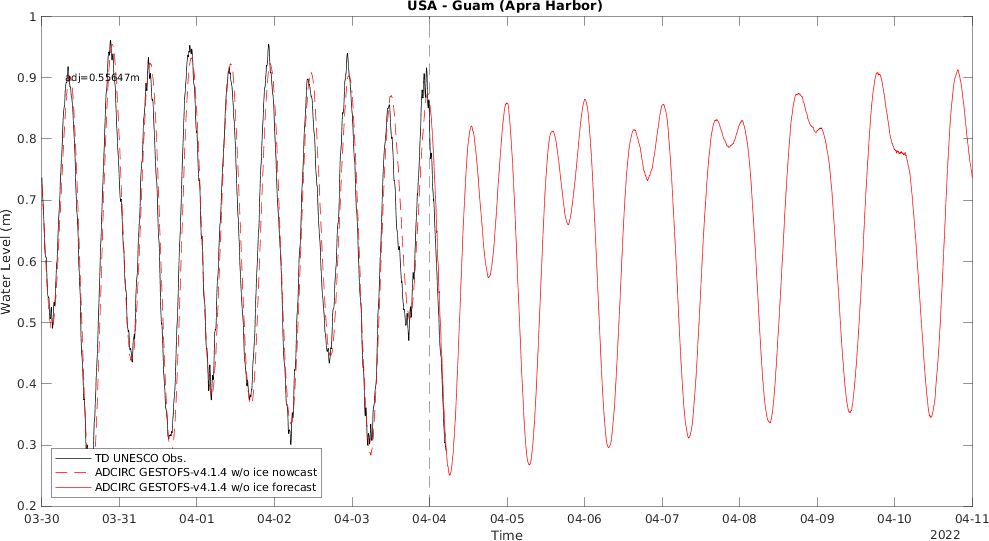 USA - Guam (Apra Harbor)
1
0.9
0.8
0.7
0.6
0.5
0.4
0.3
0.2
Water Level (m)
adj=0.55647m
TD UNESCO Obs.
ADCIRC GESTOFS-v4.1.4 w/o ice nowcast
ADCIRC GESTOFS-v4.1.4 w/o ice forecast
03-30 03-31 04-01 04-02 04-03 04-04 04-05 04-06 04-07 04-08 04-09 04-10 04-11
Time
2022